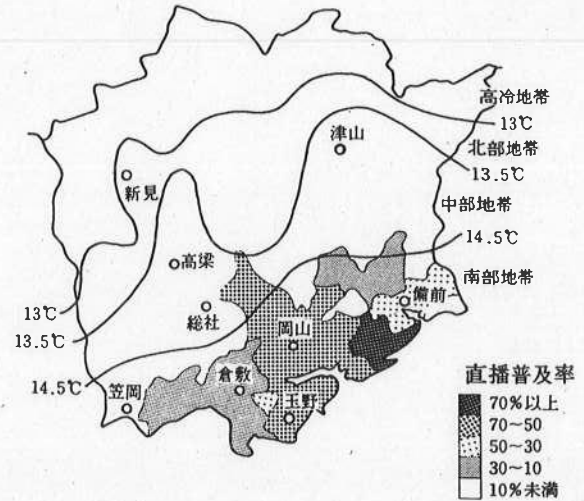 高冷地帯
13℃
北部地帯
13.5℃
中部地帯
14.5℃
南部地帯
津山
新見
高梁
総社
備前
岡山
倉敷
玉野
笠岡
13℃
13.5℃
14.5℃
直播普及率
70%以上
70~50
50~30
30~10
10%未満